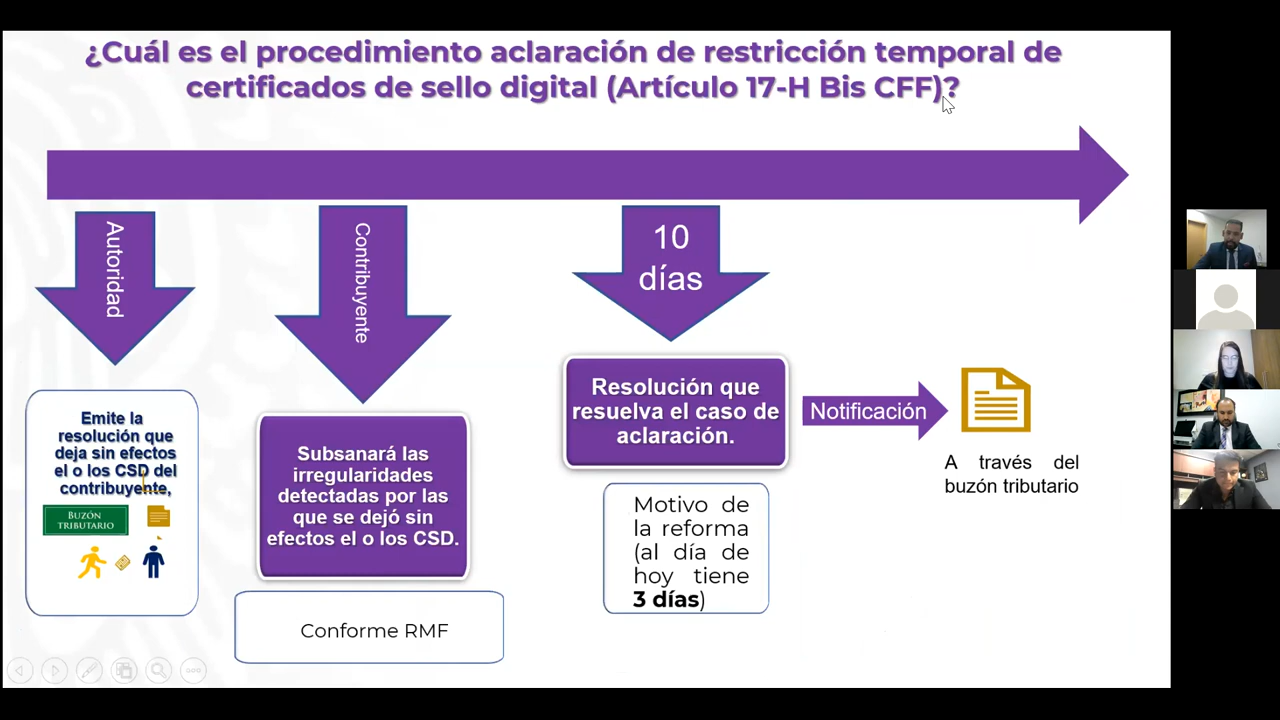 ¿Cuál es el procedimiento aclaración de restricción temporal de
certificados de sello digital (Artículo 17-H Bis CFF)?
Autoridad
Contribuyente
10
días
Emite la
resolución que
deja sin efectos
el o los CSD del
contribuyente,
BUZÓN
TRIBUTARIO
Subsanará las
irregularidades
detectadas por las
que se dejó sin
efectos el o los CSD.
Conforme RMF
Resolución que
resuelva el caso de
aclaración.
Motivo de
la reforma
(al día de
hoy tiene
3 días)
Notificación
A través del
buzón tributario